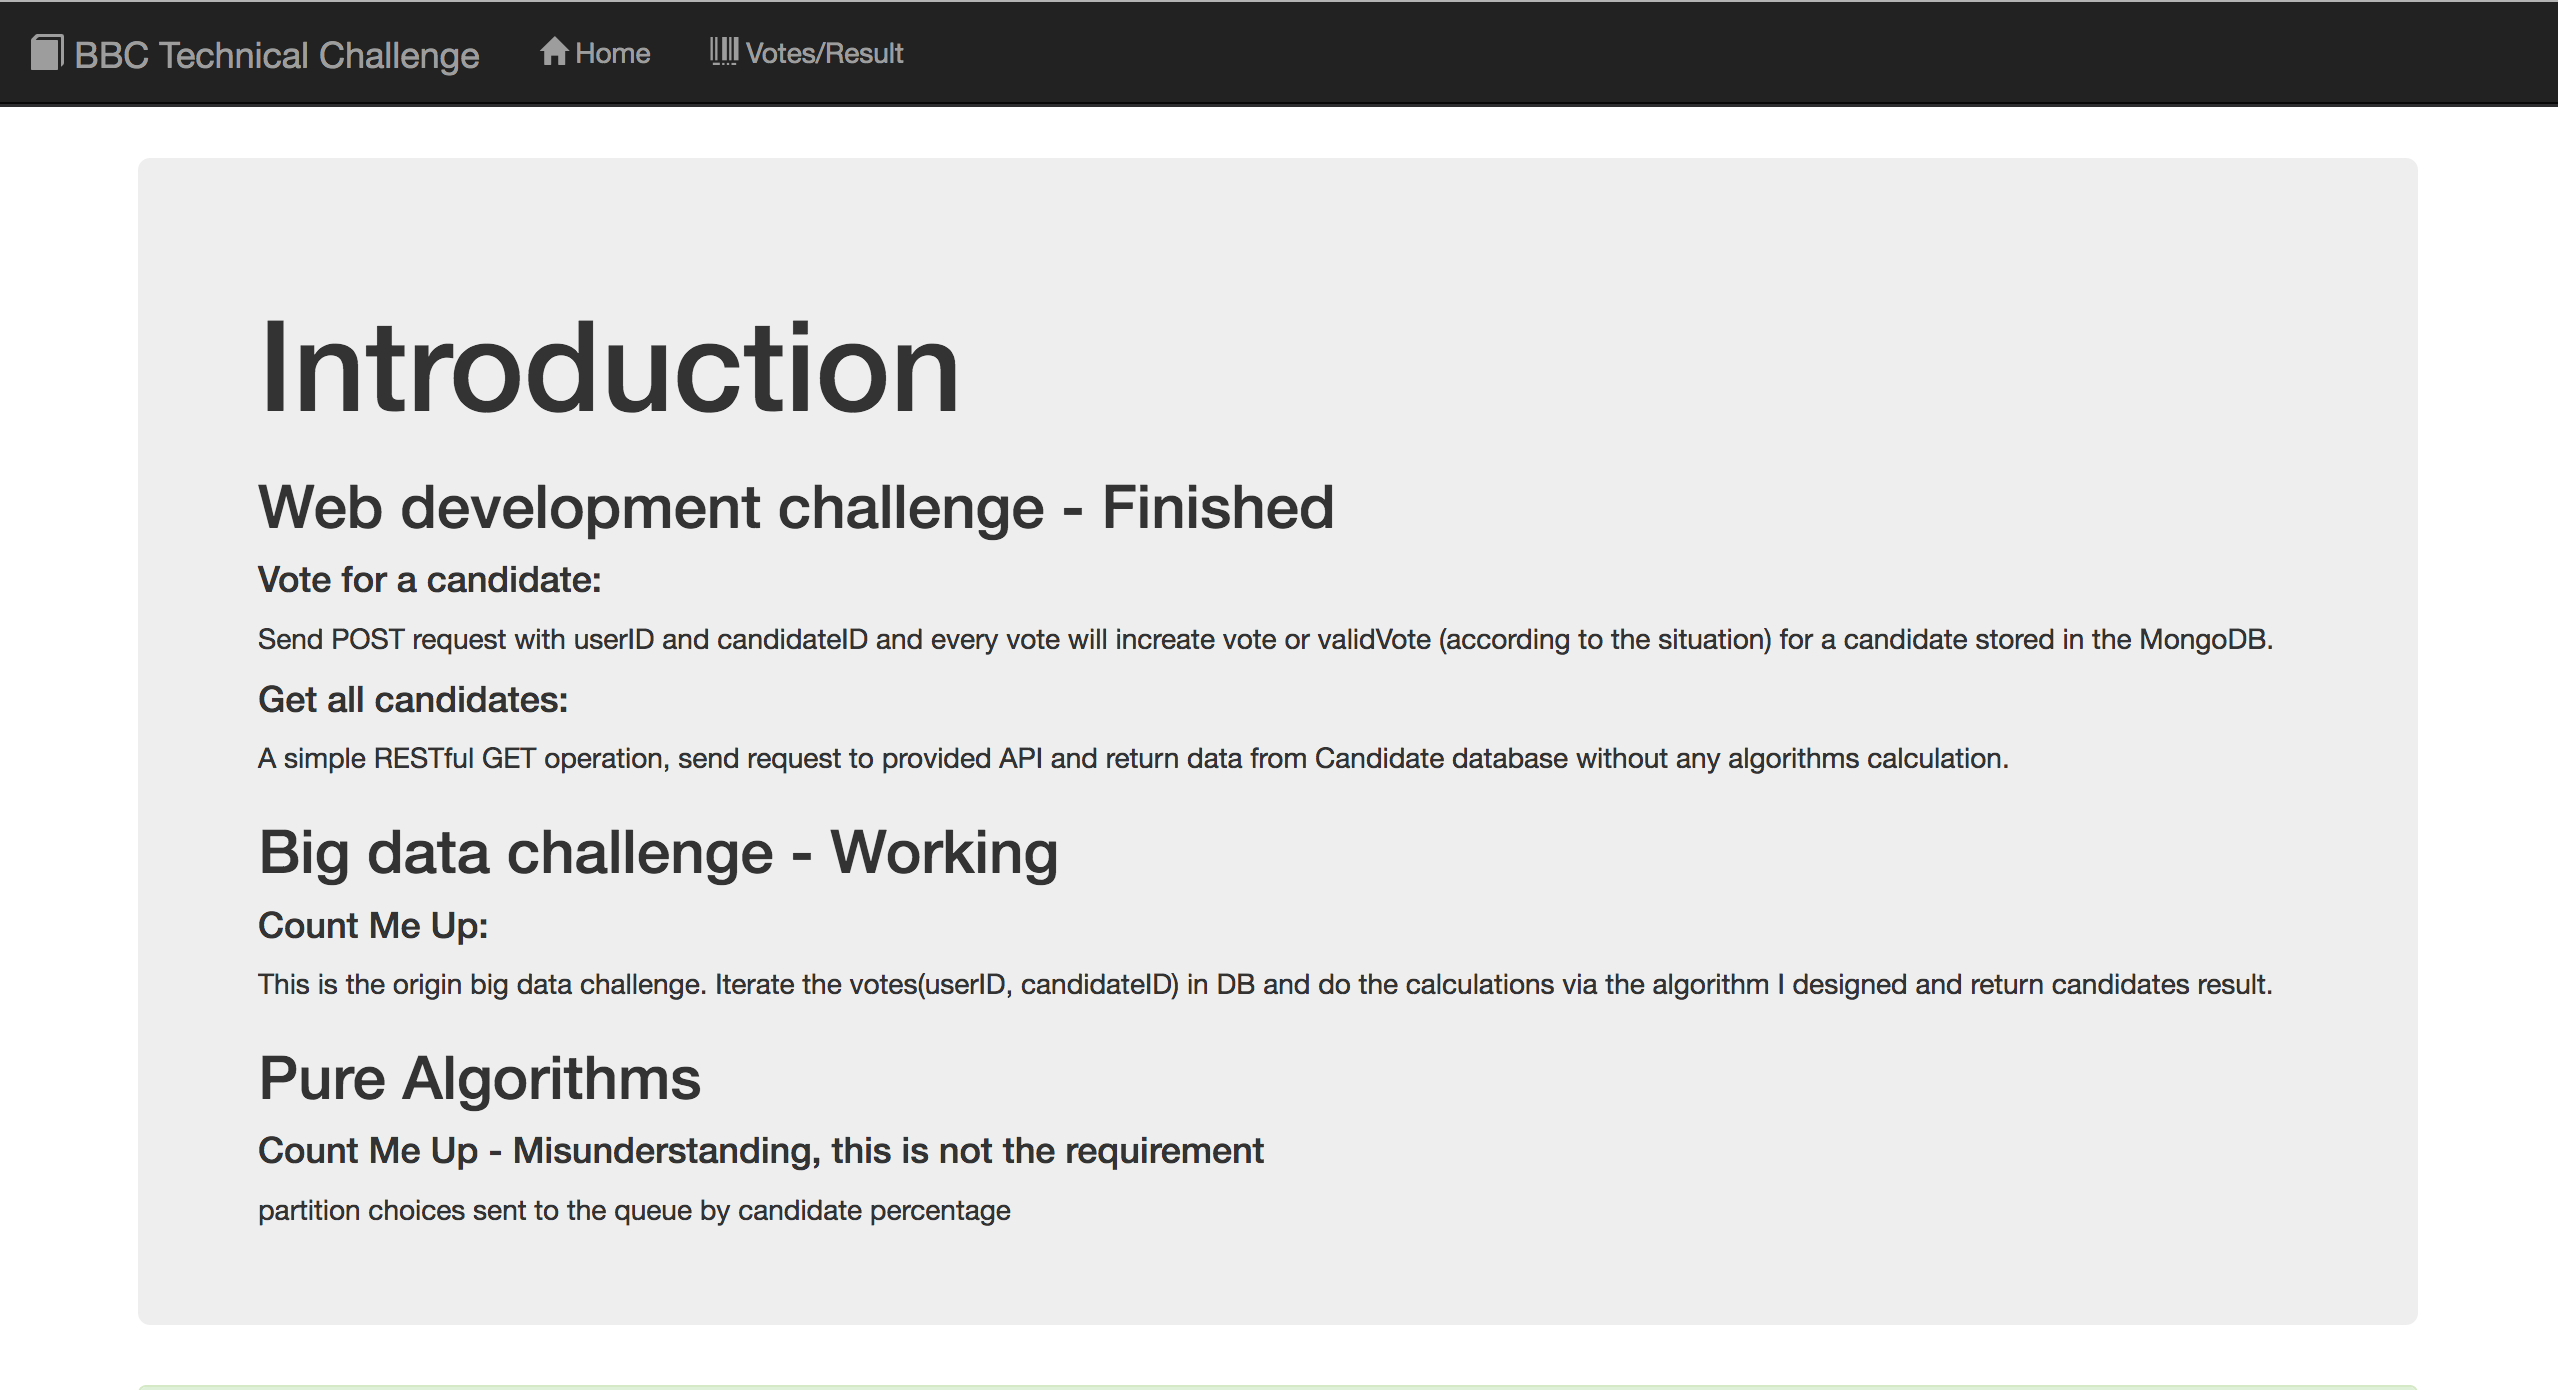 BBC Technical Challenge Home Votes/Result
Introduction
Web development challenge - Finished
Vote for a candidate:
Send POST request with userID and candidateID and every vote will increate vote or validVote (according to the situation) for a candidate stored in the MongoDB.
Get all candidates:
A simple RESTful GET operation, send request to provided API and return data from Candidate database without any algorithms calculation.
Big data challenge - Working
Count Me Up:
This is the origin big data challenge. Iterate the votes(userID, candidateID) in DB and do the calculations via the algorithm I designed and return candidates result.
Pure Algorithms
Count Me Up - Misunderstanding, this is not the requirement
partition choices sent to the queue by candidate percentage